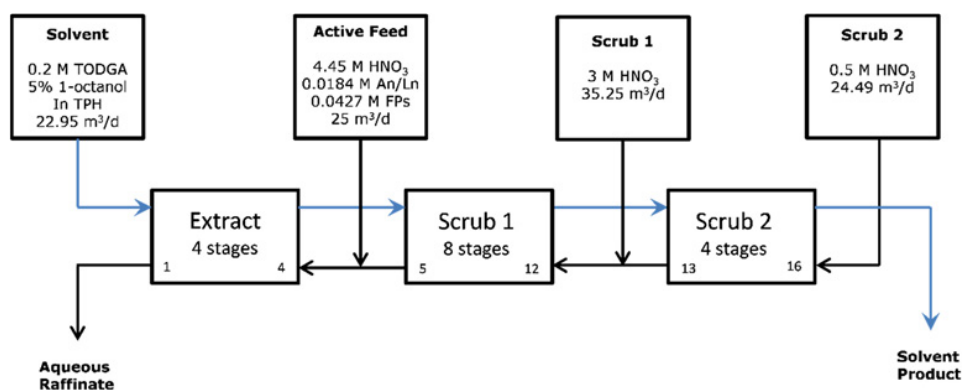 Solvent
0.2 M TODGA
5% 1-octanol
In TPH
22.95 m³/d
Active Feed
4.45 M HNO₃
0.0184 M An/Ln
0.0427 M FPs
25 m³/d
Scrub 1
3 M HNO₃
35.25 m³/d
Scrub 2
0.5 M HNO₃
24.49 m³/d
Extract
4 stages
1 4
Scrub 1
8 stages
5 12
Scrub 2
4 stages
13 16
Aqueous
Raffinate
Solvent
Product